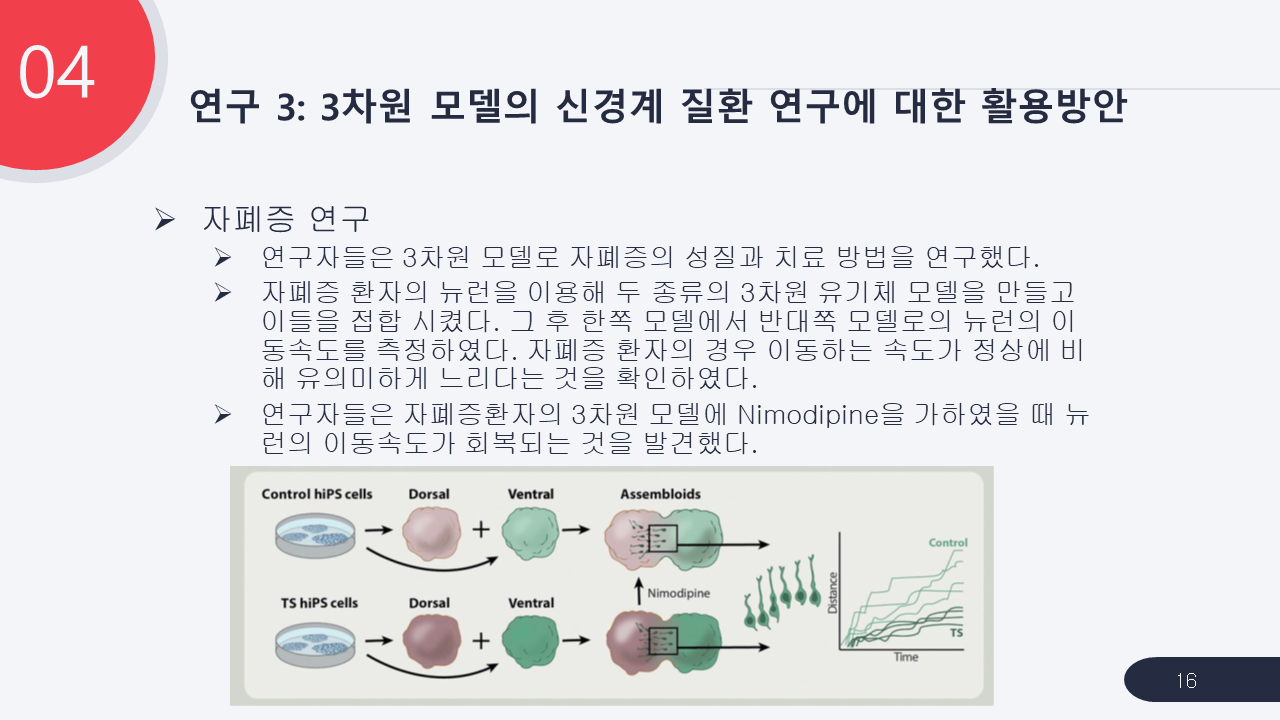 04
연구 3: 3차원 모델의 신경계 질환 연구에 대한 활용방안
➢ 자폐증 연구
➢ 연구자들은 3차원 모델로 자폐증의 성질과 치료 방법을 연구했다.
➢ 자폐증 환자의 뉴런을 이용해 두 종류의 3차원 유기체 모델을 만들고
이들을 접합 시켰다. 그 후 한쪽 모델에서 반대쪽 모델로의 뉴런의 이
동속도를 측정하였다. 자폐증 환자의 경우 이동하는 속도가 정상에 비
해 유의미하게 느리다는 것을 확인하였다.
➢ 연구자들은 자폐증환자의 3차원 모델에 Nimodipine을 가하였을 때 뉴
런의 이동속도가 회복되는 것을 발견했다.
Control hiPS cells Dorsal Ventral Assembloids
+
Control
Nimodipine
Distance
TS hiPS cells Dorsal Ventral
+
TS
Time
16